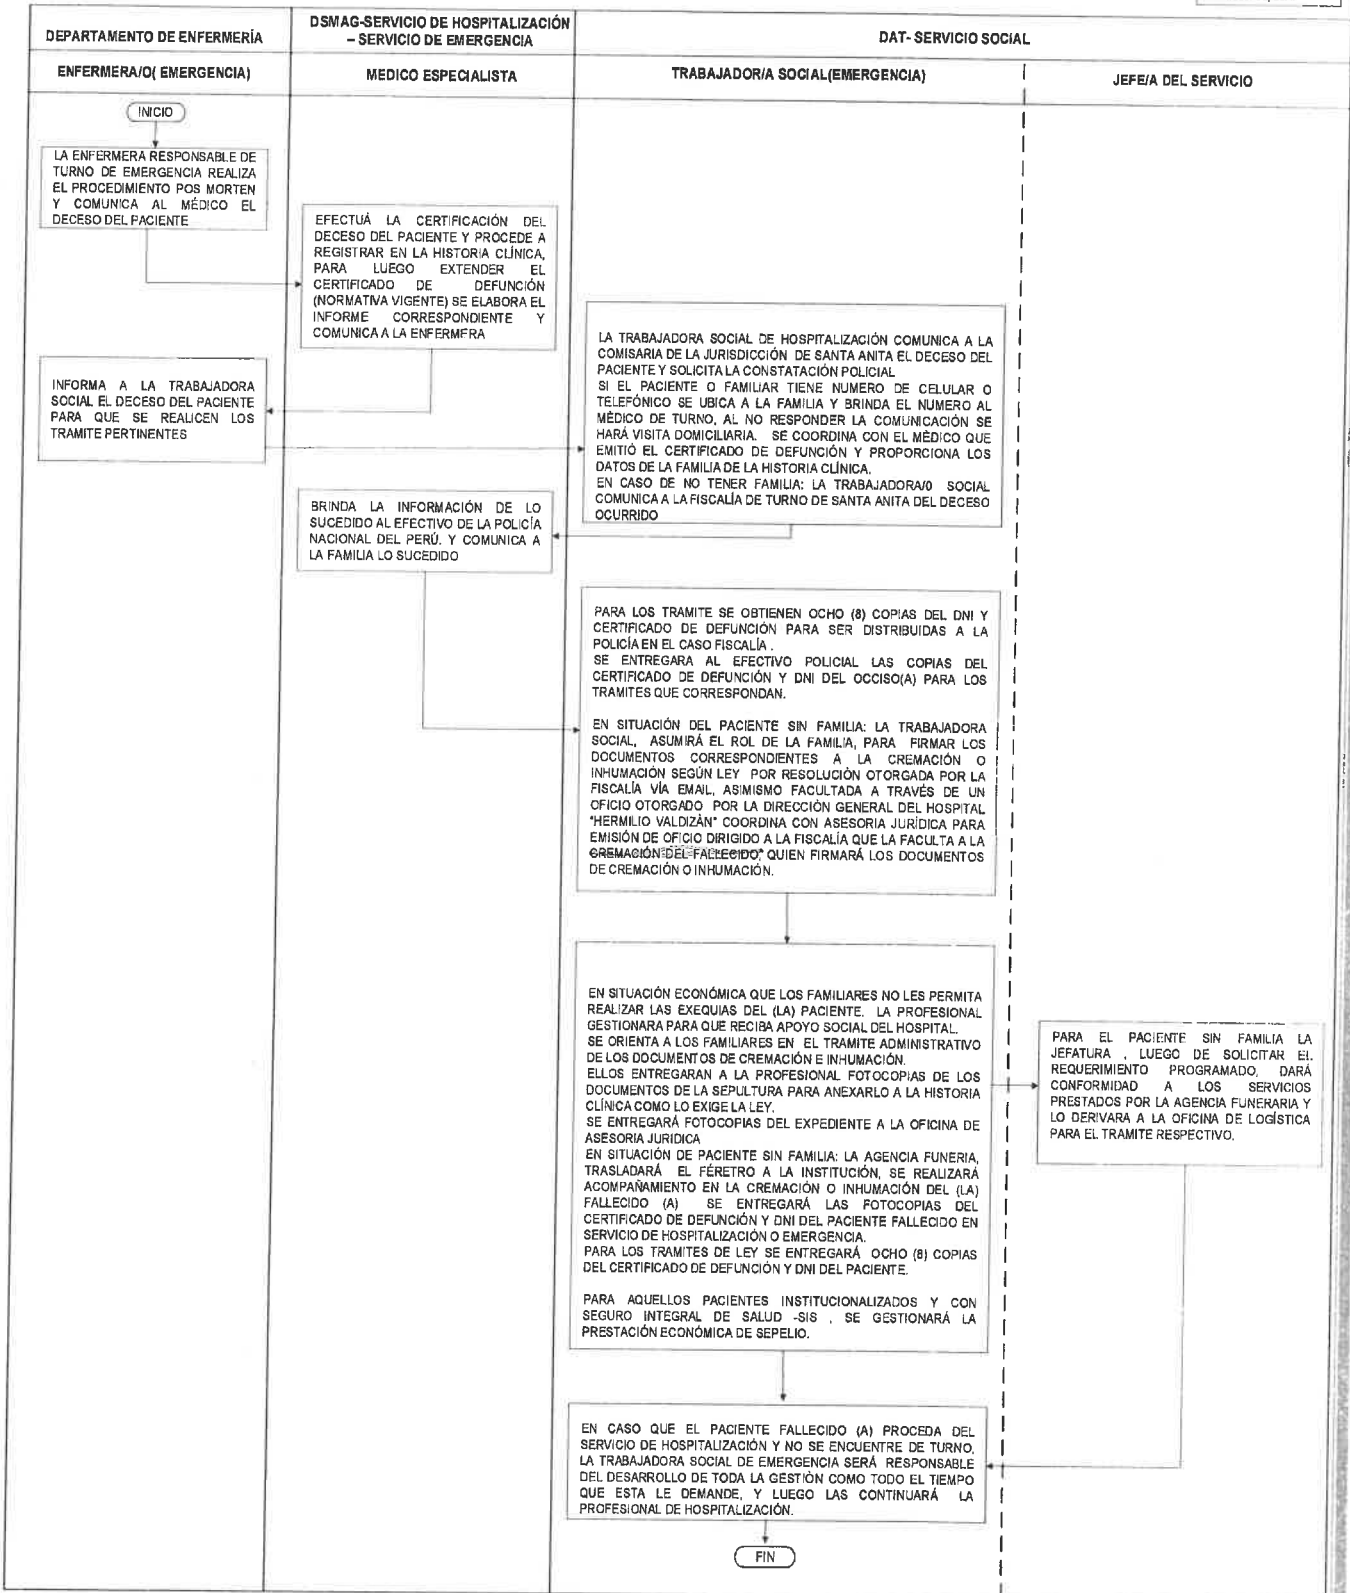 DEPARTAMENTO DE ENFERMERÍA
DSMAG-SERVICIO DE HOSPITALIZACIÓN
– SERVICIO DE EMERGENCIA
DAT- SERVICIO SOCIAL
ENFERMERA/O( EMERGENCIA)
MEDICO ESPECIALISTA
TRABAJADOR/A SOCIAL(EMERGENCIA)
JEFE/A DEL SERVICIO
INICIO
LA ENFERMERA RESPONSABLE DE
TURNO DE EMERGENCIA REALIZA
EL PROCEDIMIENTO POS MORTEN
Y COMUNICA AL MÉDICO EL
DECESO DEL PACIENTE
EFECTUÁ LA CERTIFICACIÓN DEL
DECESO DEL PACIENTE Y PROCEDE A
REGISTRAR EN LA HISTORIA CLÍNICA,
PARA LUEGO EXTENDER EL
CERTIFICADO DE DEFUNCIÓN
(NORMATIVA VIGENTE) SE ELABORA EL
INFORME CORRESPONDIENTE Y
COMUNICA A LA ENFERMERA
INFORMA A LA TRABAJADORA
SOCIAL EL DECESO DEL PACIENTE
PARA QUE SE REALICEN LOS
TRAMITE PERTINENTES
LA TRABAJADORA SOCIAL DE HOSPITALIZACIÓN COMUNICA A LA
COMISARIA DE LA JURISDICCIÓN DE SANTA ANITA EL DECESO DEL
PACIENTE Y SOLICITA LA CONSTATACIÓN POLICIAL
SI EL PACIENTE O FAMILIAR TIENE NUMERO DE CELULAR O
TELEFÓNICO SE UBICA A LA FAMILIA Y BRINDA EL NUMERO AL
MÉDICO DE TURNO, AL NO RESPONDER LA COMUNICACIÓN SE
HARÁ VISITA DOMICILIARIA. SE COORDINA CON EL MÉDICO QUE
EMITIÓ EL CERTIFICADO DE DEFUNCIÓN Y PROPORCIONA LOS
DATOS DE LA FAMILIA DE LA HISTORIA CLÍNICA.
EN CASO DE NO TENER FAMILIA: LA TRABAJADORA/0 SOCIAL
COMUNICA A LA FISCALÍA DE TURNO DE SANTA ANITA DEL DECESO
OCURRIDO
BRINDA LA INFORMACIÓN DE LO
SUCEDIDO AL EFECTIVO DE LA POLICÍA
NACIONAL DEL PERÚ. Y COMUNICA A
LA FAMILIA LO SUCEDIDO
PARA LOS TRAMITE SE OBTIENEN OCHO (8) COPIAS DEL DNI Y
CERTIFICADO DE DEFUNCIÓN PARA SER DISTRIBUIDAS A LA
POLICÍA EN EL CASO FISCALÍA .
SE ENTREGARA AL EFECTIVO POLICIAL LAS COPIAS DEL
CERTIFICADO DE DEFUNCIÓN Y DNI DEL OCCISO(A) PARA LOS
TRAMITES QUE CORRESPONDAN.
EN SITUACIÓN DEL PACIENTE SIN FAMILIA: LA TRABAJADORA
SOCIAL, ASUMIRÁ EL ROL DE LA FAMILIA, PARA FIRMAR LOS
DOCUMENTOS CORRESPONDIENTES A LA CREMACIÓN O
INHUMACIÓN SEGÚN LEY POR RESOLUCIÓN OTORGADA POR LA
FISCALÍA VÍA EMAIL, ASIMISMO FACULTADA A TRAVÉS DE UN
OFICIO OTORGADO POR LA DIRECCIÓN GENERAL DEL HOSPITAL
"HERMILIO VALDIZÀN" COORDINA CON ASESORIA JURÍDICA PARA
EMISIÓN DE OFICIO DIRIGIDO A LA FISCALÍA QUE LA FACULTA A LA
CREMACIÓN DEL FALLECIDO," QUIEN FIRMARÁ LOS DOCUMENTOS
DE CREMACIÓN O INHUMACIÓN.
EN SITUACIÓN ECONÓMICA QUE LOS FAMILIARES NO LES PERMITA
REALIZAR LAS EXEQUIAS DEL (LA) PACIENTE. LA PROFESIONAL
GESTIONARA PARA QUE RECIBA APOYO SOCIAL DEL HOSPITAL.
SE ORIENTA A LOS FAMILIARES EN EL TRAMITE ADMINISTRATIVO
DE LOS DOCUMENTOS DE CREMACIÓN E INHUMACIÓN.
ELLOS ENTREGARAN A LA PROFESIONAL FOTOCOPIAS DE LOS
DOCUMENTOS DE LA SEPULTURA PARA ANEXARLO A LA HISTORIA
CLÍNICA COMO LO EXIGE LA LEY.
SE ENTREGARÁ FOTOCOPIAS DEL EXPEDIENTE A LA OFICINA DE
ASESORIA JURIDICA
EN SITUACIÓN DE PACIENTE SIN FAMILIA: LA AGENCIA FUNERIA,
TRASLADARÁ EL FÉRETRO A LA INSTITUCIÓN, SE REALIZARÁ
ACOMPAÑAMIENTO EN LA CREMACIÓN O INHUMACIÓN DEL (LA)
FALLECIDO (A) SE ENTREGARÁ LAS FOTOCOPIAS DEL
CERTIFICADO DE DEFUNCIÓN Y DNI DEL PACIENTE FALLECIDO EN
SERVICIO DE HOSPITALIZACIÓN O EMERGENCIA.
PARA LOS TRAMITES DE LEY SE ENTREGARÁ OCHO (8) COPIAS
DEL CERTIFICADO DE DEFUNCIÓN Y DNI DEL PACIENTE.
PARA AQUELLOS PACIENTES INSTITUCIONALIZADOS Y CON
SEGURO INTEGRAL DE SALUD -SIS , SE GESTIONARÁ LA
PRESTACIÓN ECONÓMICA DE SEPELIO.
PARA EL PACIENTE SIN FAMILIA LA
JEFATURA , LUEGO DE SOLICITAR EL
REQUERIMIENTO PROGRAMADO, DARÁ
CONFORMIDAD A LOS SERVICIOS
PRESTADOS POR LA AGENCIA FUNERARIA Y
LO DERIVARA A LA OFICINA DE LOGÍSTICA
PARA EL TRAMITE RESPECTIVO.
EN CASO QUE EL PACIENTE FALLECIDO (A) PROCEDA DEL
SERVICIO DE HOSPITALIZACIÓN Y NO SE ENCUENTRE DE TURNO,
LA TRABAJADORA SOCIAL DE EMERGENCIA SERÁ RESPONSABLE
DEL DESARROLLO DE TODA LA GESTIÓN COMO TODO EL TIEMPO
QUE ESTA LE DEMANDE, Y LUEGO LAS CONTINUARÁ LA
PROFESIONAL DE HOSPITALIZACIÓN.
FIN